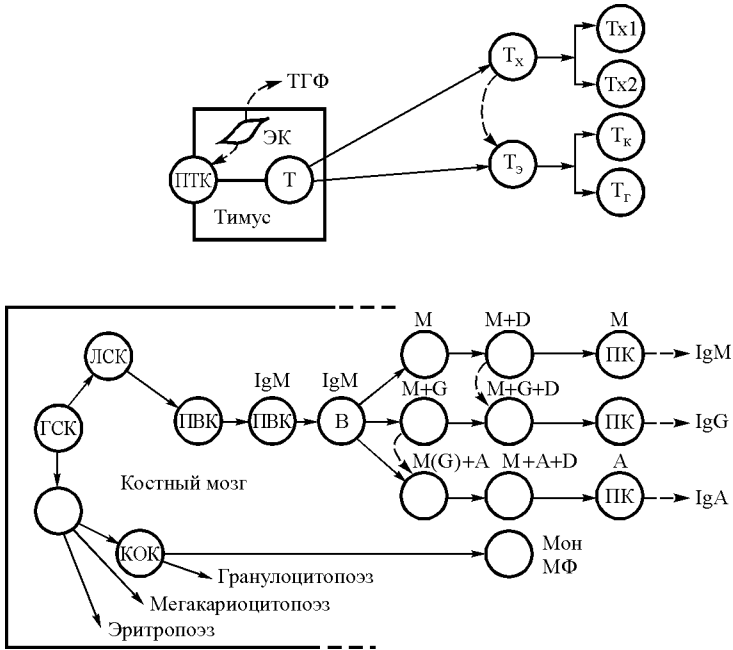 Тх1
Тх
Тх2
ТГФ
ЭК
Тк
ПТК
Т
Тэ
Тг
Тимус
М
М+D
М
ЛСК
ПК
IgM
IgM
IgM
М+G
М+G+D
ГСК
ПВК
ПВК
В
ПК
IgG
М(G)+А
М+А+D
А
Костный мозг
ПК
IgA
КОК
Мон
МФ
Гранулоцитопоэз
Мегакариоцитопоэз
Эритропоэз